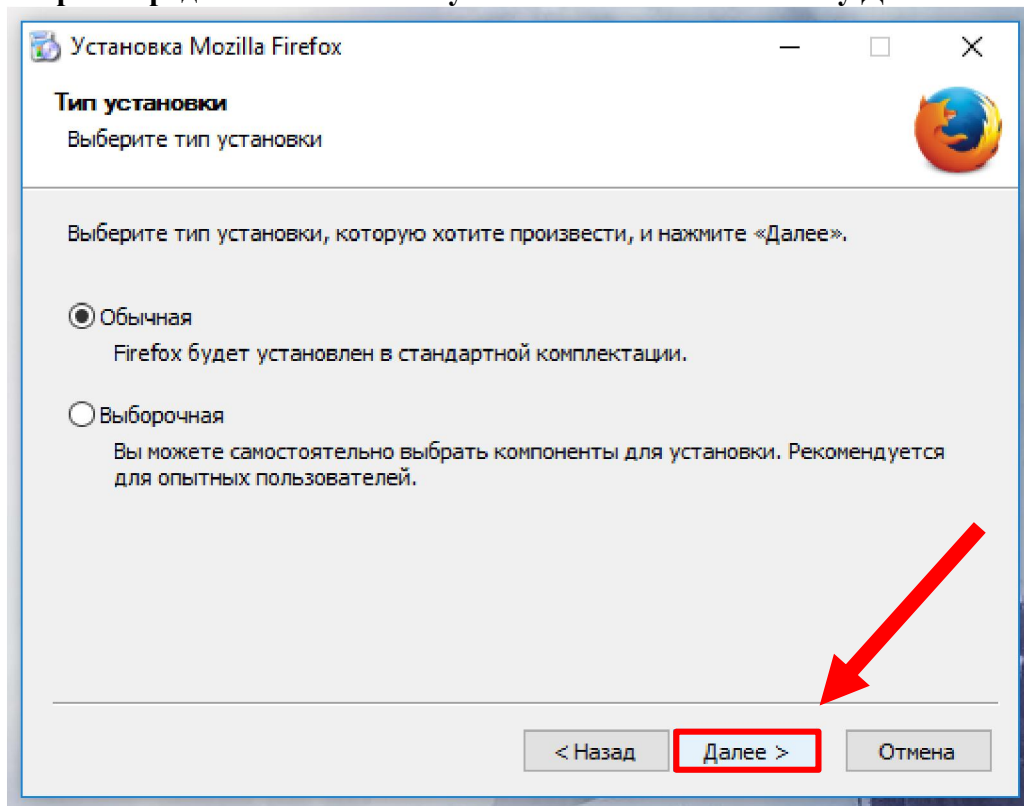 Установка Mozilla Firefox
Тип установки
Выберите тип установки
Выберите тип установки, которую хотите произвести, и нажмите «Далее».
Обычная
Firefox будет установлен в стандартной комплектации.
Выборочная
Вы можете самостоятельно выбрать компоненты для установки. Рекомендуется
для опытных пользователей.
< Назад
Далее >
Отмена